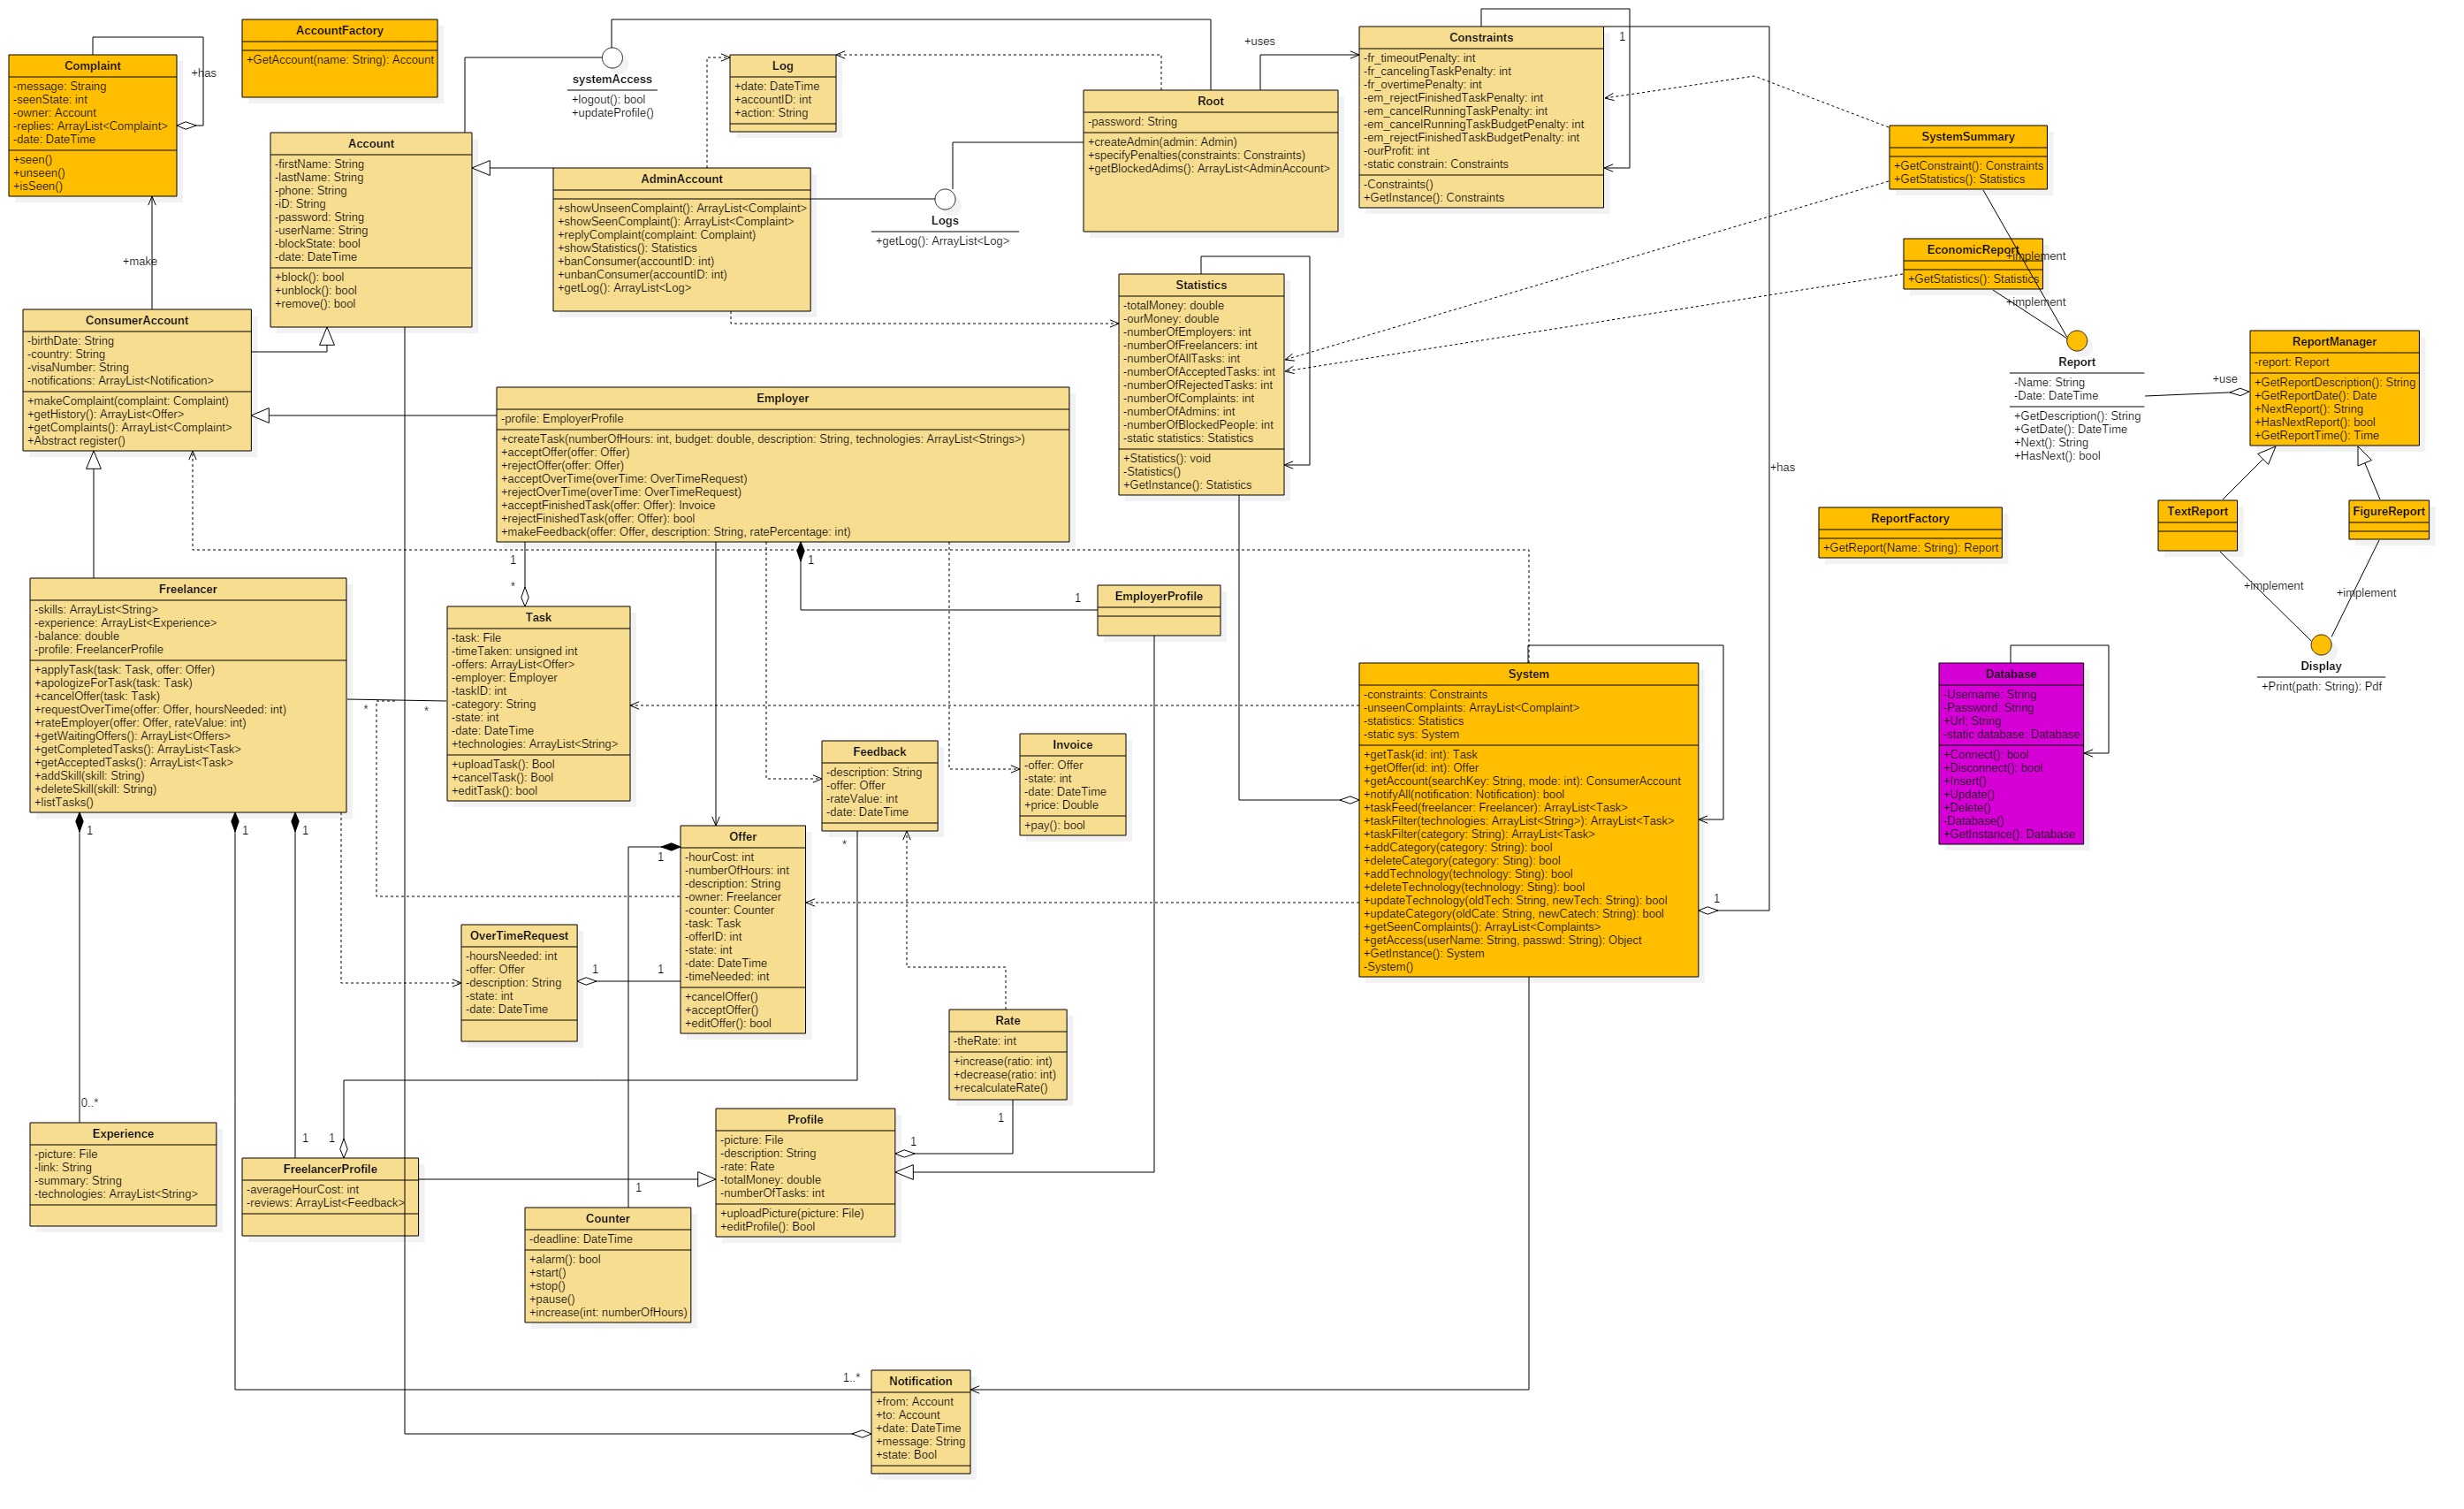 Complaint
-message: Straing
-seenState: int
-owner: Account
-replies: ArrayList<Complaint>
-date: DateTime
+seen()
+unseen()
+isSeen()
+has
AccountFactory
+GetAccount(name: String): Account
systemAccess
+logout(): bool
+updateProfile()
Log
+date: DateTime
+accountID: int
+action: String
Root
-password: String
+createAdmin(admin: Admin)
+specifyPenalties(constraints: Constraints)
+getBlockedAdims(): ArrayList<AdminAccount>
+uses
Constraints
-fr_timeoutPenalty: int
-fr_cancelingTaskPenalty: int
-fr_overtimePenalty: int
-em_rejectFinishedTaskPenalty: int
-em_cancelRunningTaskPenalty: int
-em_cancelRunningTaskBudgetPenalty: int
-em_rejectFinishedTaskBudgetPenalty: int
-ourProfit: int
-static constrain: Constraints
-Constraints()
+GetInstance(): Constraints
1
SystemSummary
+GetConstraint(): Constraints
+GetStatistics(): Statistics
Account
-firstName: String
-lastName: String
-phone: String
-iD: String
-password: String
-userName: String
-blockState: bool
-date: DateTime
+block(): bool
+unblock(): bool
+remove(): bool
AdminAccount
+showUnseenComplaint(): ArrayList<Complaint>
+showSeenComplaint(): ArrayList<Complaint>
+replyComplaint(complaint: Complaint)
+showStatistics(): Statistics
+banConsumer(accountID: int)
+unbanConsumer(accountID: int)
+getLog(): ArrayList<Log>
Logs
+getLog(): ArrayList<Log>
EconomicReport
+GetStatistics(): Statistics
+implement
+implement
+make
Statistics
-totalMoney: double
-ourMoney: double
-numberOfEmployers: int
-numberOfFreelancers: int
-numberOfAllTasks: int
-numberOfAcceptedTasks: int
-numberOfRejectedTasks: int
-numberOfComplaints: int
-numberOfAdmins: int
-numberOfBlockedPeople: int
-static statistics: Statistics
+Statistics(): void
-Statistics()
+GetInstance(): Statistics
ConsumerAccount
-birthDate: String
-country: String
-visaNumber: String
-notifications: ArrayList<Notification>
+makeComplaint(complaint: Complaint)
+getHistory(): ArrayList<Offer>
+getComplaints(): ArrayList<Complaint>
+Abstract register()
Report
-Name: String
-Date: DateTime
+GetDescription(): String
+GetDate(): DateTime
+Next(): String
+HasNext(): bool
+use
ReportManager
-report: Report
+GetReportDescription(): String
+GetReportDate(): Date
+NextReport(): String
+HasNextReport(): bool
+GetReportTime(): Time
Employer
-profile: EmployerProfile
+createTask(numberOfHours: int, budget: double, description: String, technologies: ArrayList<Strings>)
+acceptOffer(offer: Offer)
+rejectOffer(offer: Offer)
+acceptOverTime(overTime: OverTimeRequest)
+rejectOverTime(overTime: OverTimeRequest)
+acceptFinishedTask(offer: Offer): Invoice
+rejectFinishedTask(offer: Offer): bool
+makeFeedback(offer: Offer, description: String, ratePercentage: int)
+has
ReportFactory
+GetReport(Name: String): Report
TextReport
FigureReport
+implement
+implement
Display
+Print(path: String): Pdf
1
*
1
1
EmployerProfile
Freelancer
-skills: ArrayList<String>
-experience: ArrayList<Experience>
-balance: double
-profile: FreelancerProfile
+applyTask(task: Task, offer: Offer)
+apologizeForTask(task: Task)
+cancelOffer(task: Task)
+requestOverTime(offer: Offer, hoursNeeded: int)
+rateEmployer(offer: Offer, rateValue: int)
+getWaitingOffers(): ArrayList<Offers>
+getCompletedTasks(): ArrayList<Task>
+getAcceptedTasks(): ArrayList<Task>
+addSkill(skill: String)
+deleteSkill(skill: String)
+listTasks()
*
*
Task
-task: File
-timeTaken: unsigned int
-offers: ArrayList<Offer>
-employer: Employer
-taskID: int
-category: String
-state: int
-date: DateTime
+technologies: ArrayList<String>
+uploadTask(): Bool
+cancelTask(): Bool
+editTask(): bool
Feedback
-description: String
-offer: Offer
-rateValue: int
-date: DateTime
*
Invoice
-offer: Offer
-state: int
-date: DateTime
+price: Double
+pay(): bool
System
-constraints: Constraints
-unseenComplaints: ArrayList<Complaint>
-statistics: Statistics
-static sys: System
+getTask(id: int): Task
+getOffer(id: int): Offer
+getAccount(searchKey: String, mode: int): ConsumerAccount
+notifyAll(notification: Notification): bool
+taskFeed(freelancer: Freelancer): ArrayList<Task>
+taskFilter(technologies: ArrayList<String>): ArrayList<Task>
+taskFilter(category: String): ArrayList<Task>
+addCategory(category: String): bool
+deleteCategory(category: Sting): bool
+addTechnology(technology: Sting): bool
+deleteTechnology(technology: Sting): bool
+updateTechnology(oldTech: String, newTech: String): bool
+updateCategory(oldCate: String, newCatech: String): bool
+getSeenComplaints(): ArrayList<Complaints>
+getAccess(userName: String, passwd: String): Object
+GetInstance(): System
-System()
1
Database
-Username: String
-Password: String
+Url; String
-static database: Database
+Connect(): bool
+Disconnect(): bool
+Insert()
+Update()
+Delete()
-Database()
+GetInstance(): Database
1
1
1
Offer
-hourCost: int
-numberOfHours: int
-description: String
-owner: Freelancer
-counter: Counter
-task: Task
-offerID: int
-state: int
-date: DateTime
-timeNeeded: int
+cancelOffer()
+acceptOffer()
+editOffer(): bool
1
1
1
OverTimeRequest
-hoursNeeded: int
-offer: Offer
-description: String
-state: int
-date: DateTime
Rate
-theRate: int
+increase(ratio: int)
+decrease(ratio: int)
+recalculateRate()
1
0..*
1
1
Experience
-picture: File
-link: String
-summary: String
-technologies: ArrayList<String>
FreelancerProfile
-averageHourCost: int
-reviews: ArrayList<Feedback>
Profile
-picture: File
-description: String
-rate: Rate
-totalMoney: double
-numberOfTasks: int
+uploadPicture(picture: File)
+editProfile(): Bool
1
1
Counter
-deadline: DateTime
+alarm(): bool
+start()
+stop()
+pause()
+increase(int: numberOfHours)
1..*
Notification
+from: Account
+to: Account
+date: DateTime
+message: String
+state: Bool